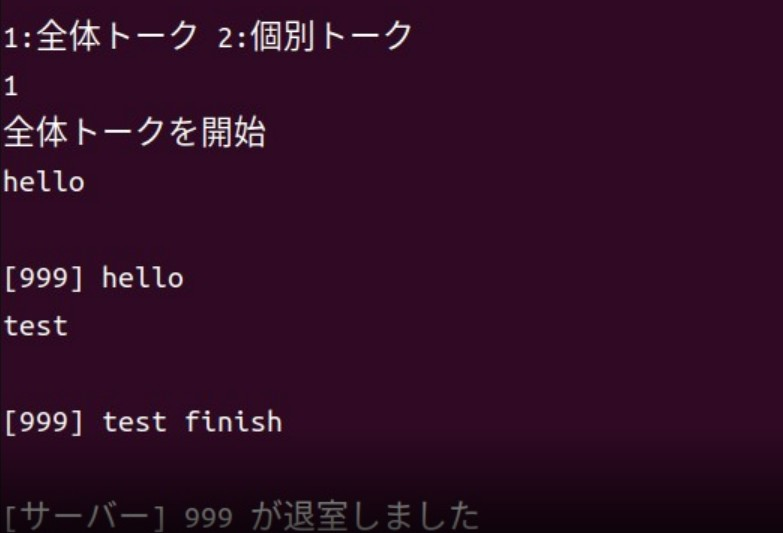 1:全体トーク 2:個別トーク
1
全体トークを開始
hello
[999] hello
test
[999] test finish
[サーバー] 999 が退室しました